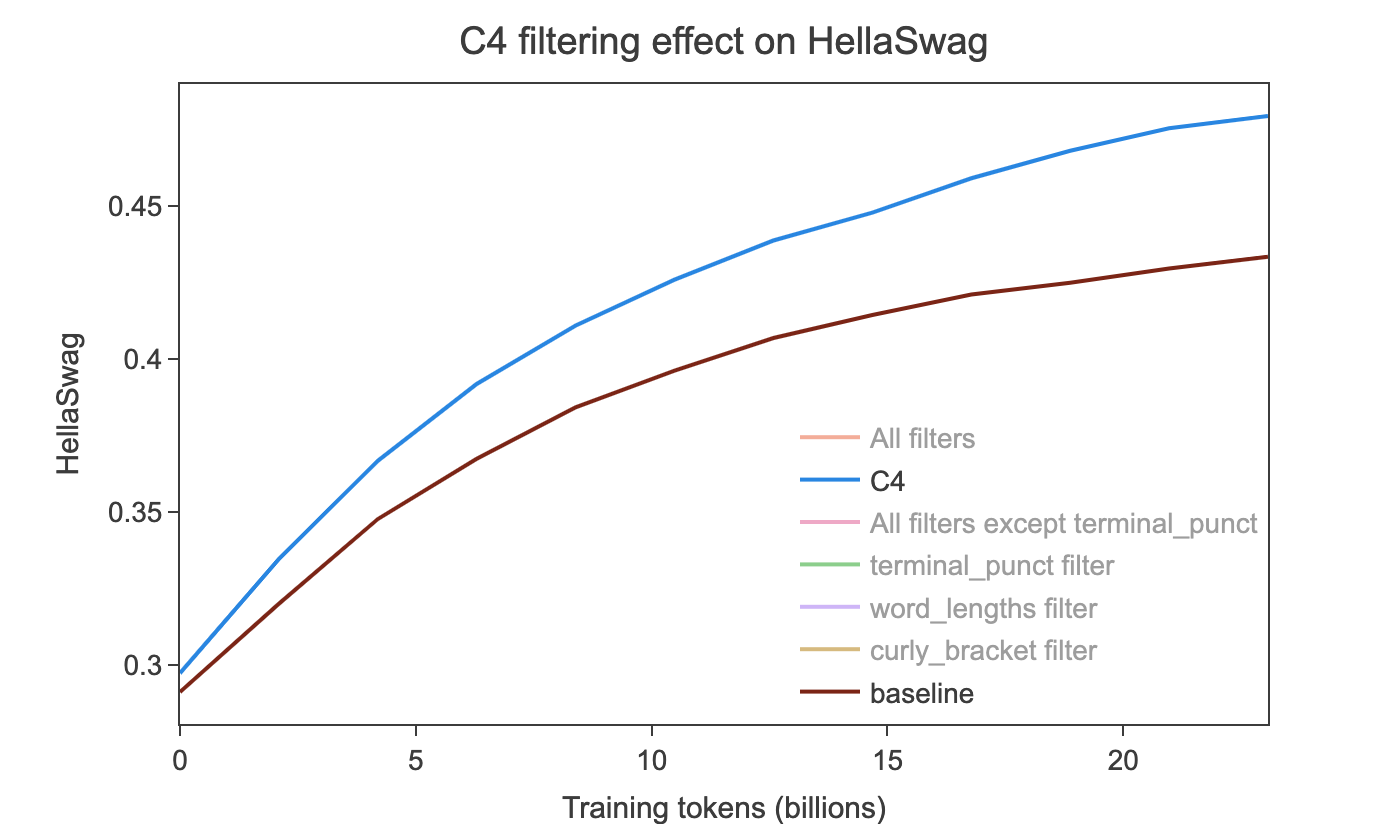 C4 filtering effect on HellaSwag
0.45
0.4
0.35
0.3
HellaSwag
All filters
C4
All filters except terminal_punct
terminal_punct filter
word_lengths filter
curly_bracket filter
baseline
0 5 10 15 20
Training tokens (billions)